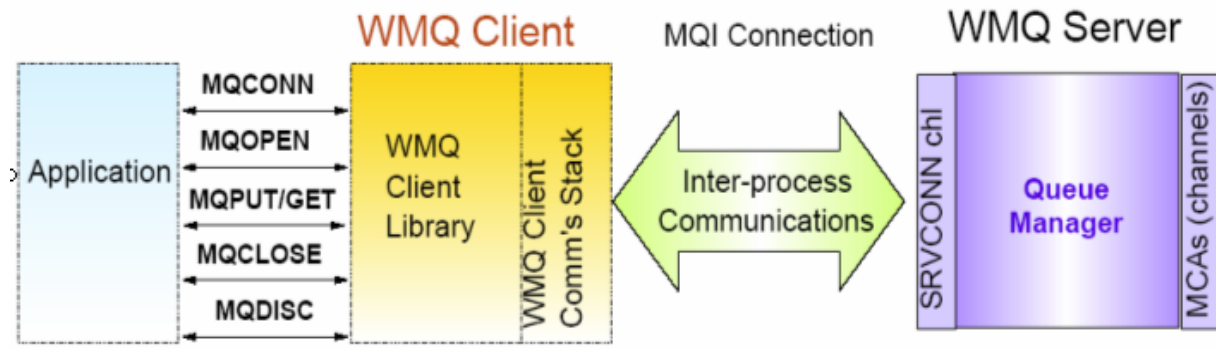 WMQ Client
MQI Connection
WMQ Server
Application
MQCONN
MQOPEN
MQPUT/GET
MQCLOSE
MQDISC
WMQ
Client
Library
WMQ Client
Comm's Stack
Inter-process
Communications
SRVCONN chl
Queue
Manager
MCAs (channels)